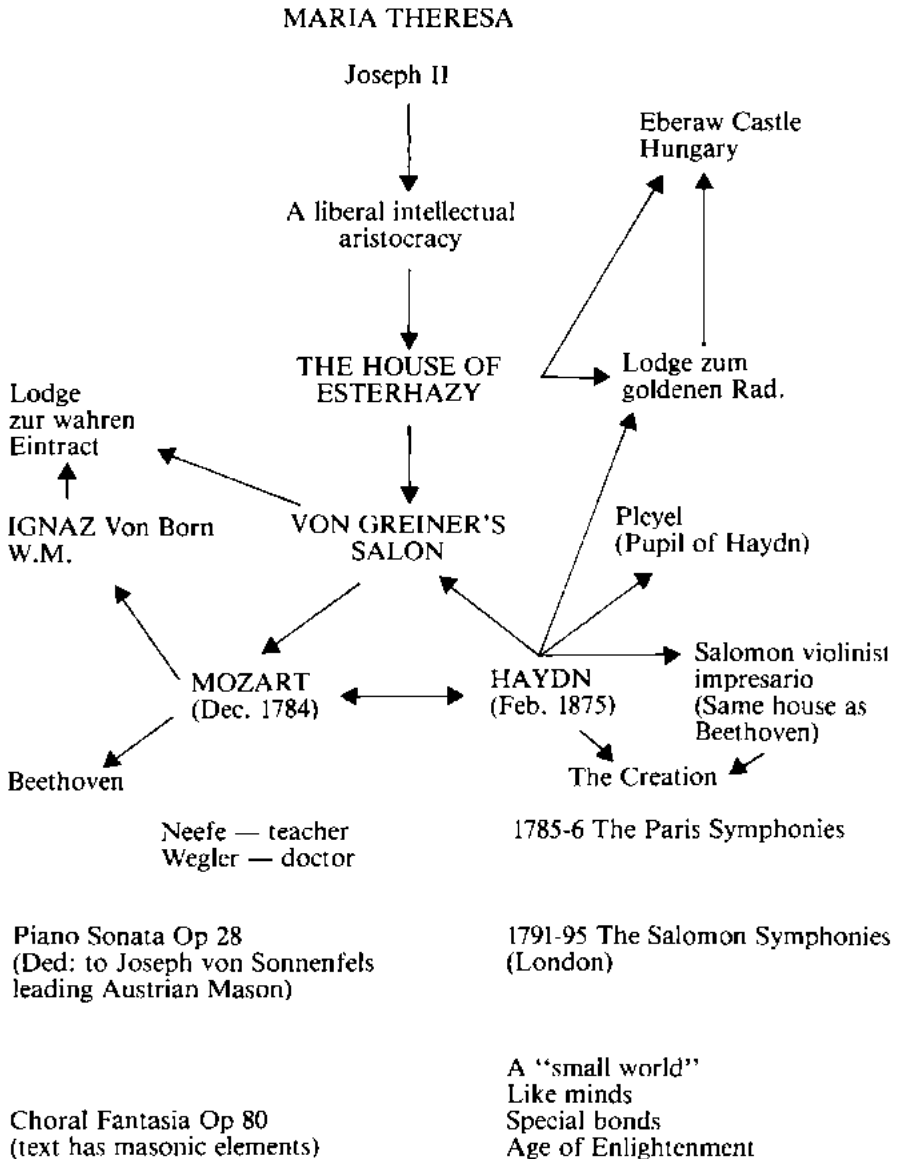 MARIA THERESA
Joseph II
Eberaw Castle
Hungary
A liberal intellectual
aristocracy
THE HOUSE OF
ESTERHAZY
Lodge zum
goldenen Rad.
Lodge
zur wahren
Eintract
IGNAZ Von Born
W.M.
VON GREINER'S
SALON
Pleyel
(Pupil of Haydn)
MOZART
(Dec. 1784)
HAYDN
(Feb. 1875)
Salomon violinist
impresario
(Same house as
Beethoven)
Beethoven
The Creation
Neefe — teacher
Wegler — doctor
1785-6 The Paris Symphonies
Piano Sonata Op 28
(Ded: to Joseph von Sonnenfels
leading Austrian Mason)
1791-95 The Salomon Symphonies
(London)
Choral Fantasia Op 80
(text has masonic elements)
A “small world”
Like minds
Special bonds
Age of Enlightenment